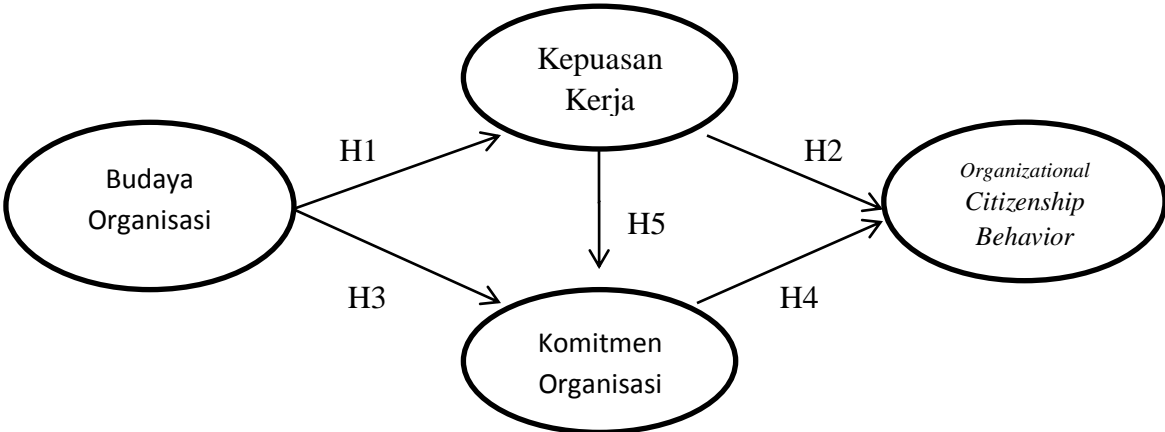 Kepuasan
Kerja
H1
H2
Budaya
Organisasi
Organizational
Citizenship
Behavior
H5
H3
H4
Komitmen
Organisasi